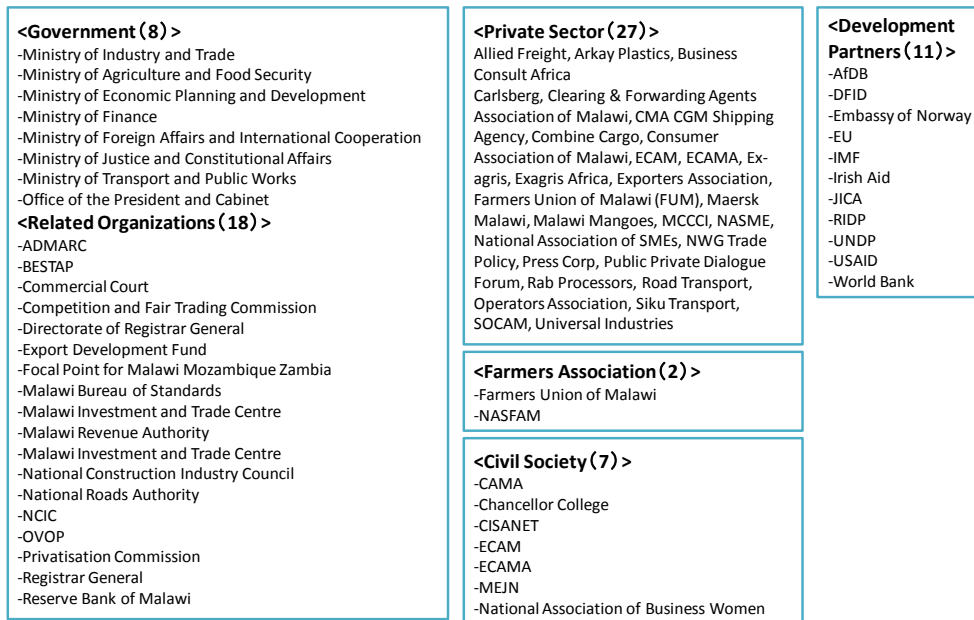 <Government(8)>
-Ministry of Industry and Trade
-Ministry of Agriculture and Food Security
-Ministry of Economic Planning and Development
-Ministry of Finance
-Ministry of Foreign Affairs and International Cooperation
-Ministry of Justice and Constitutional Affairs
-Ministry of Transport and Public Works
-Office of the President and Cabinet
<Related Organizations(18)>
-ADMARC
-BESTAP
-Commercial Court
-Competition and Fair Trading Commission
-Directorate of Registrar General
-Export Development Fund
-Focal Point for Malawi Mozambique Zambia
-Malawi Bureau of Standards
-Malawi Investment and Trade Centre
-Malawi Revenue Authority
-Malawi Investment and Trade Centre
-National Construction Industry Council
-National Roads Authority
-NCIC
-OVOP
-Privatisation Commission
-Registrar General
-Reserve Bank of Malawi
<Private Sector(27)>
Allied Freight, Arkay Plastics, Business
Consult Africa
Carlsberg, Clearing & Forwarding Agents
Association of Malawi, CMA CGM Shipping
Agency, Combine Cargo, Consumer
Association of Malawi, ECAM, ECAMA, Ex-
agris, Exagris Africa, Exporters Association,
Farmers Union of Malawi (FUM), Maersk
Malawi, Malawi Mangoes, MCCCI, NASME,
National Association of SMEs, NWG Trade
Policy, Press Corp, Public Private Dialogue
Forum, Rab Processors, Road Transport,
Operators Association, Siku Transport,
SOCAM, Universal Industries
<Farmers Association(2)>
-Farmers Union of Malawi
-NASFAM
<Civil Society(7)>
-CAMA
-Chancellor College
-CISANET
-ECAM
-ECAMA
-MEJN
-National Association of Business Women
<Development
Partners(11)>
-AfDB
-DFID
-Embassy of Norway
-EU
-IMF
-Irish Aid
-JICA
-RIDP
-UNDP
-USAID
-World Bank